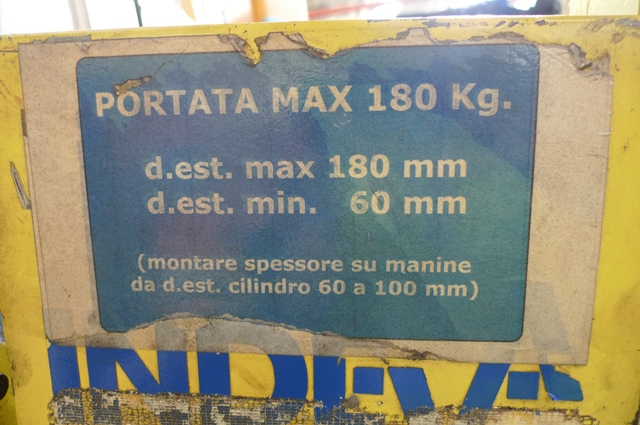 PORTATA MAX 180 Kg.
d.est. max 180 mm
d.est. min. 60 mm
(montare spessore su manine
da d.est. cilindro 60 a 100 mm)
INDEVA